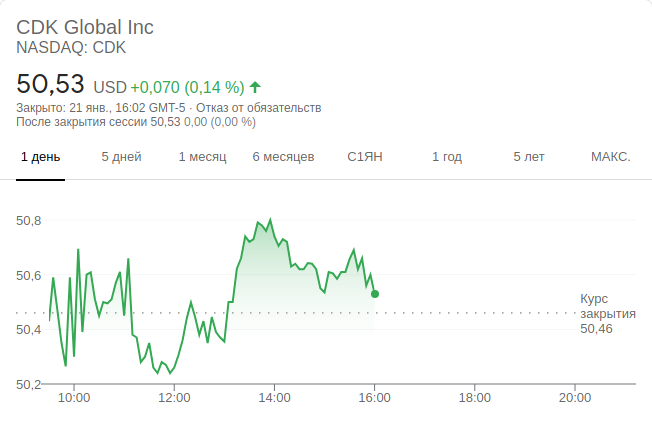 CDK Global Inc
NASDAQ: CDK
50,53 USD +0,070 (0,14 %)
Закрыто: 21 янв., 16:02 GMT-5 · Отказ от обязательств
После закрытия сессии 50,53 0,00 (0,00 %)
1 день 5 дней 1 месяц 6 месяцев С1ЯН 1 год 5 лет МАКС.
50,8
50,6
50,4
50,2
Курс
закрытия
50,46
10:00 12:00 14:00 16:00 18:00 20:00